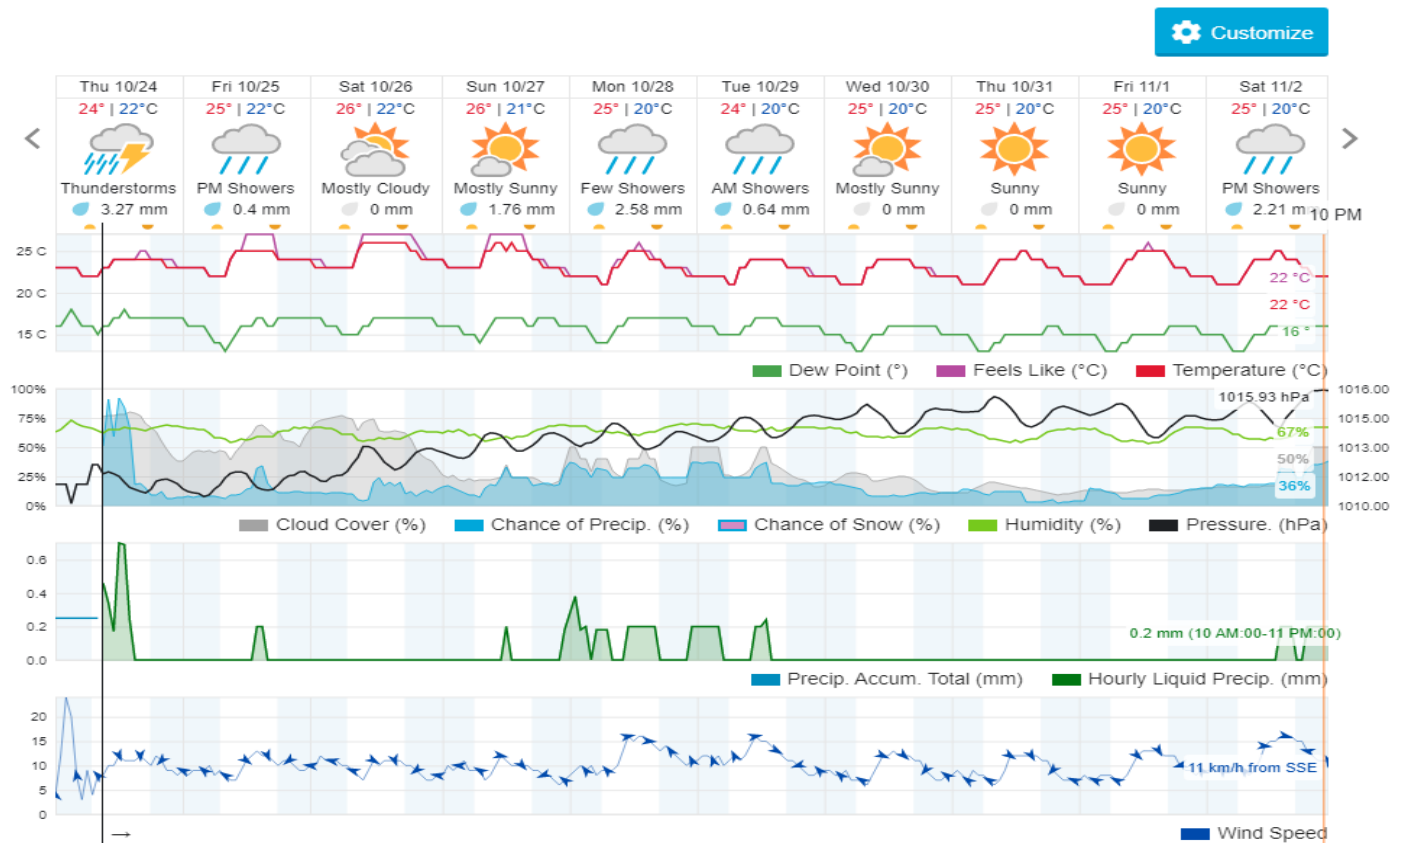 Customize
Thu 10/24 Fri 10/25 Sat 10/26 Sun 10/27 Mon 10/28 Tue 10/29 Wed 10/30 Thu 10/31 Fri 11/1 Sat 11/2
24° | 22°C 25° | 22°C 26° | 22°C 26° | 21°C 25° | 20°C 24° | 20°C 25° | 20°C 25° | 20°C 25° | 20°C 25° | 20°C
Thunderstorms PM Showers Mostly Cloudy Mostly Sunny Few Showers AM Showers Mostly Sunny Sunny Sunny PM Showers
3.27 mm 0.4 mm 0 mm 1.76 mm 2.58 mm 0.64 mm 0 mm 0 mm 0 mm 2.21 m
10 PM
25 C
20 C
15 C
22 °C
22 °C
16 °
Dew Point (°) Feels Like (°C) Temperature (°C)
100%
75%
50%
25%
0%
1016.00
1015.00
1013.00
1012.00
1010.00
1015.93 hPa
67%
50%
36%
Cloud Cover (%) Chance of Precip. (%) Chance of Snow (%) Humidity (%) Pressure. (hPa)
0.6
0.4
0.2
0.0
0.2 mm (10 AM:00-11 PM:00)
Precip. Accum. Total (mm) Hourly Liquid Precip. (mm)
20
15
10
5
0
11 km/h from SSE
→
Wind Speed